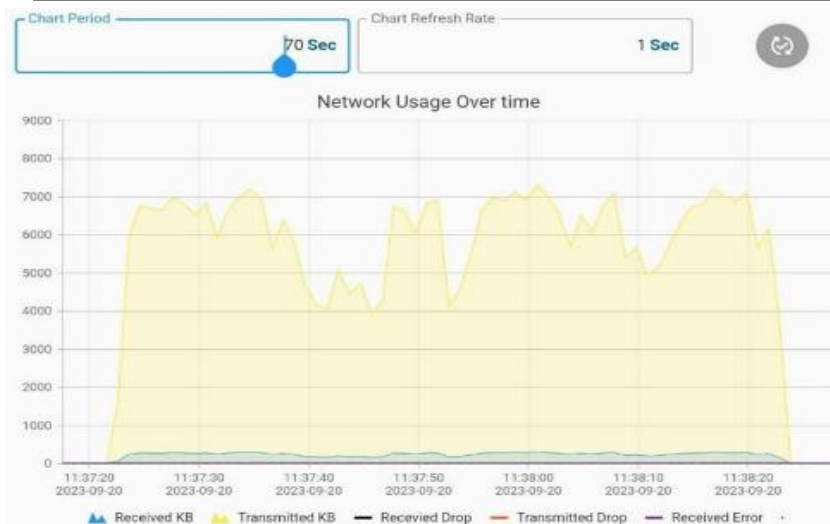 Chart Period
70 Sec
Chart Refresh Rate
1 Sec
Network Usage Over time
9000
8000
7000
6000
5000
4000
3000
2000
1000
0
11:37:20 11:37:30 11:37:40 11:37:50 11:38:00 11:38:10 11:38:20
2023-09-20 2023-09-20 2023-09-20 2023-09-20 2023-09-20 2023-09-20 2023-09-20
Received KB Transmitted KB Recevied Drop Transmitted Drop Received Error